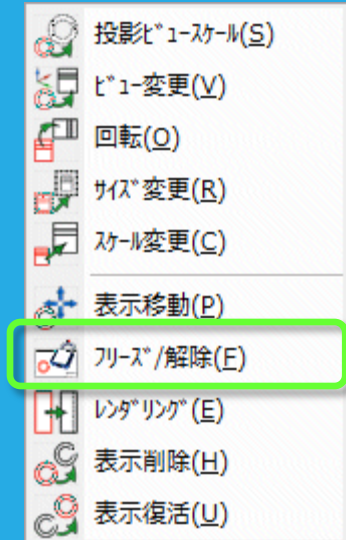 投影ﾋﾞｭｰｽｹｰﾙ(S)
ﾋﾞｭｰ変更(V)
回転(O)
ｻｲｽﾞ変更(R)
ｽｹｰﾙ変更(C)
表示移動(P)
ﾌﾘｰｽﾞ/解除(F)
ﾚﾝﾀﾞﾘﾝｸﾞ(E)
表示削除(H)
表示復活(U)